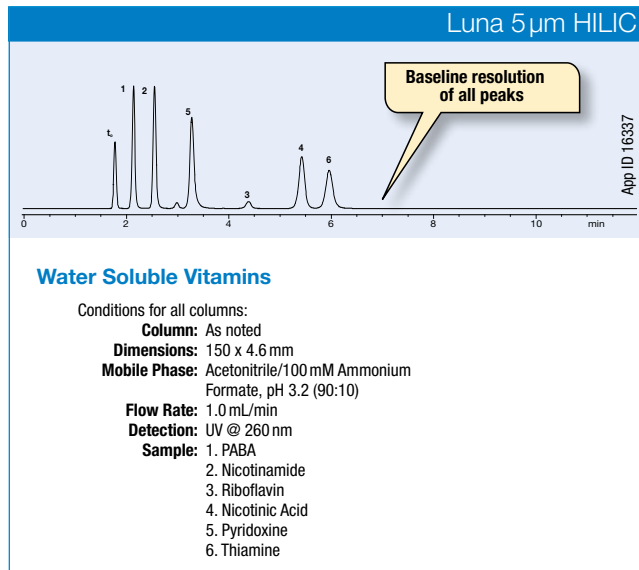 Luna 5µm HILIC
Baseline resolution
of all peaks
App ID 16337
t₀
1
2
5
3
4
6
0 2 4 6 8 10 min
Water Soluble Vitamins
Conditions for all columns:
Column: As noted
Dimensions: 150 x 4.6 mm
Mobile Phase: Acetonitrile/100 mM Ammonium
Formate, pH 3.2 (90:10)
Flow Rate: 1.0 mL/min
Detection: UV @ 260 nm
Sample: 1. PABA
2. Nicotinamide
3. Riboflavin
4. Nicotinic Acid
5. Pyridoxine
6. Thiamine